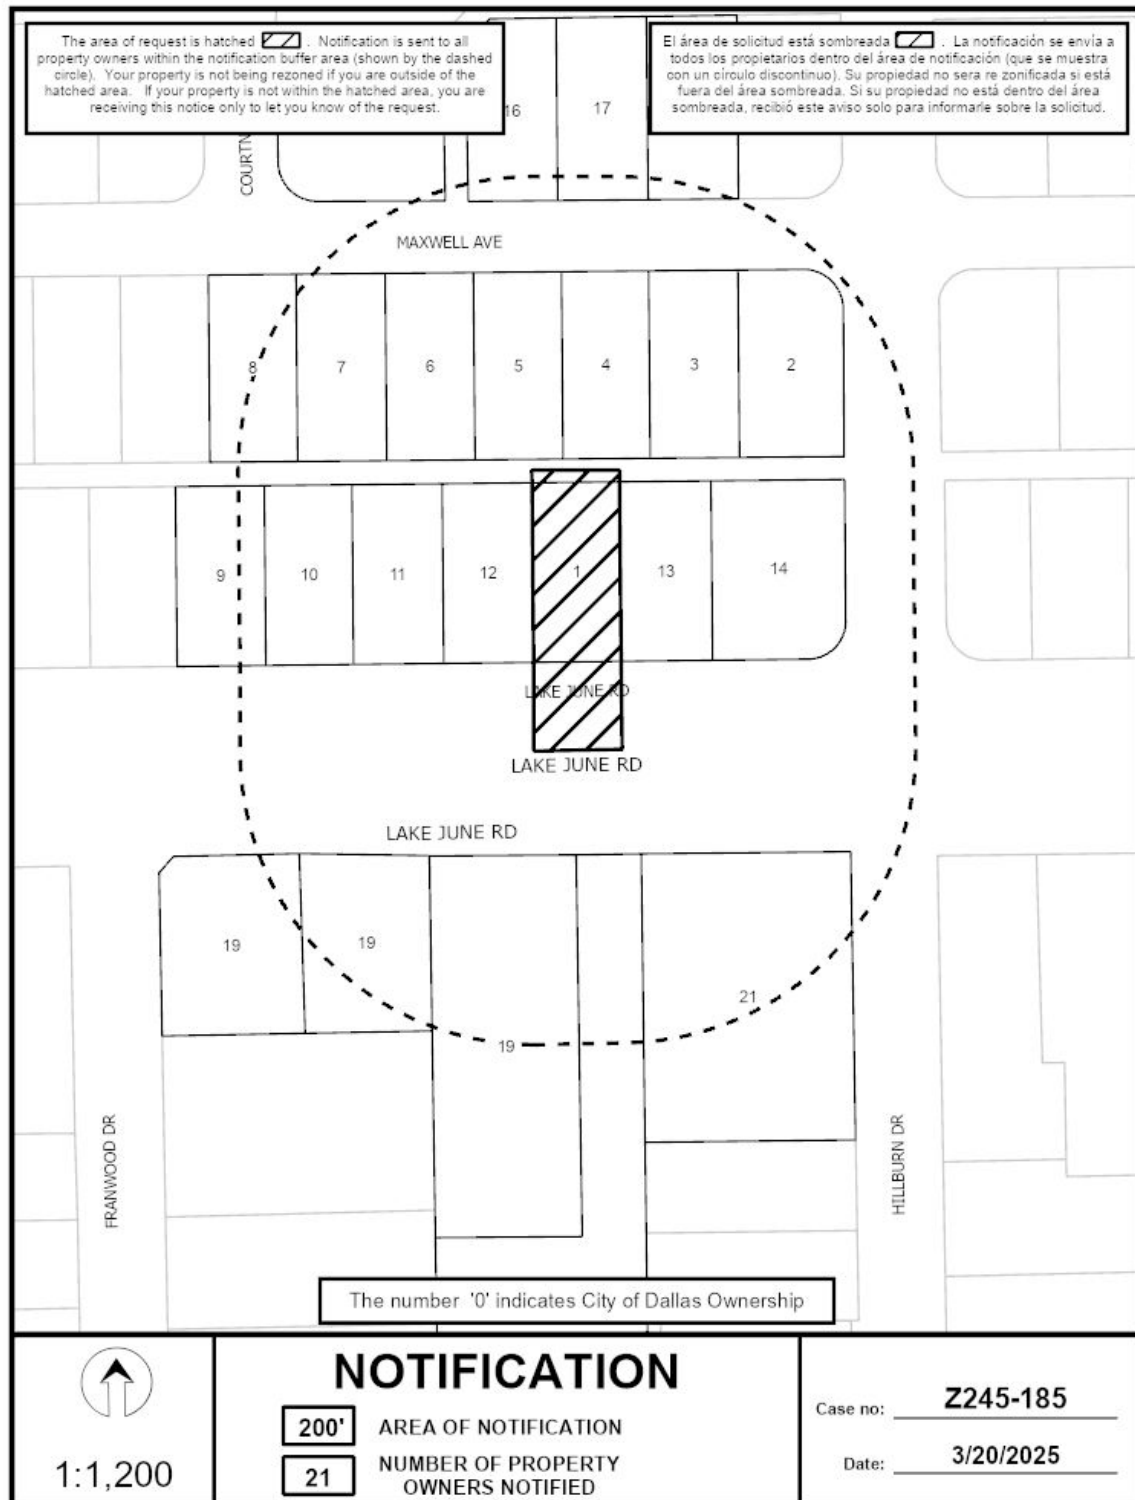 The area of request is hatched . Notification is sent to all
property owners within the notification buffer area (shown by the dashed
circle). Your property is not being rezoned if you are outside of the
hatched area. If your property is not within the hatched area, you are
receiving this notice only to let you know of the request.
El área de solicitud está sombreada . La notificación se envía a
todos los propietarios dentro del área de notificación (que se muestra
con un círculo discontinuo). Su propiedad no sera re zonificada si está
fuera del área sombreada. Si su propiedad no está dentro del área
sombreada, recibió este aviso solo para informarle sobre la solicitud.
16
17
COURTN
MAXWELL AVE
8
7
6
5
4
3
2
9
10
11
12
1
13
14
LAKE JUNE RD
LAKE JUNE RD
LAKE JUNE RD
19
19
19
21
FRANWOOD DR
HILLBURN DR
The number '0' indicates City of Dallas Ownership
1:1,200
NOTIFICATION
200' AREA OF NOTIFICATION
21 NUMBER OF PROPERTY
OWNERS NOTIFIED
Case no: Z245-185
Date: 3/20/2025